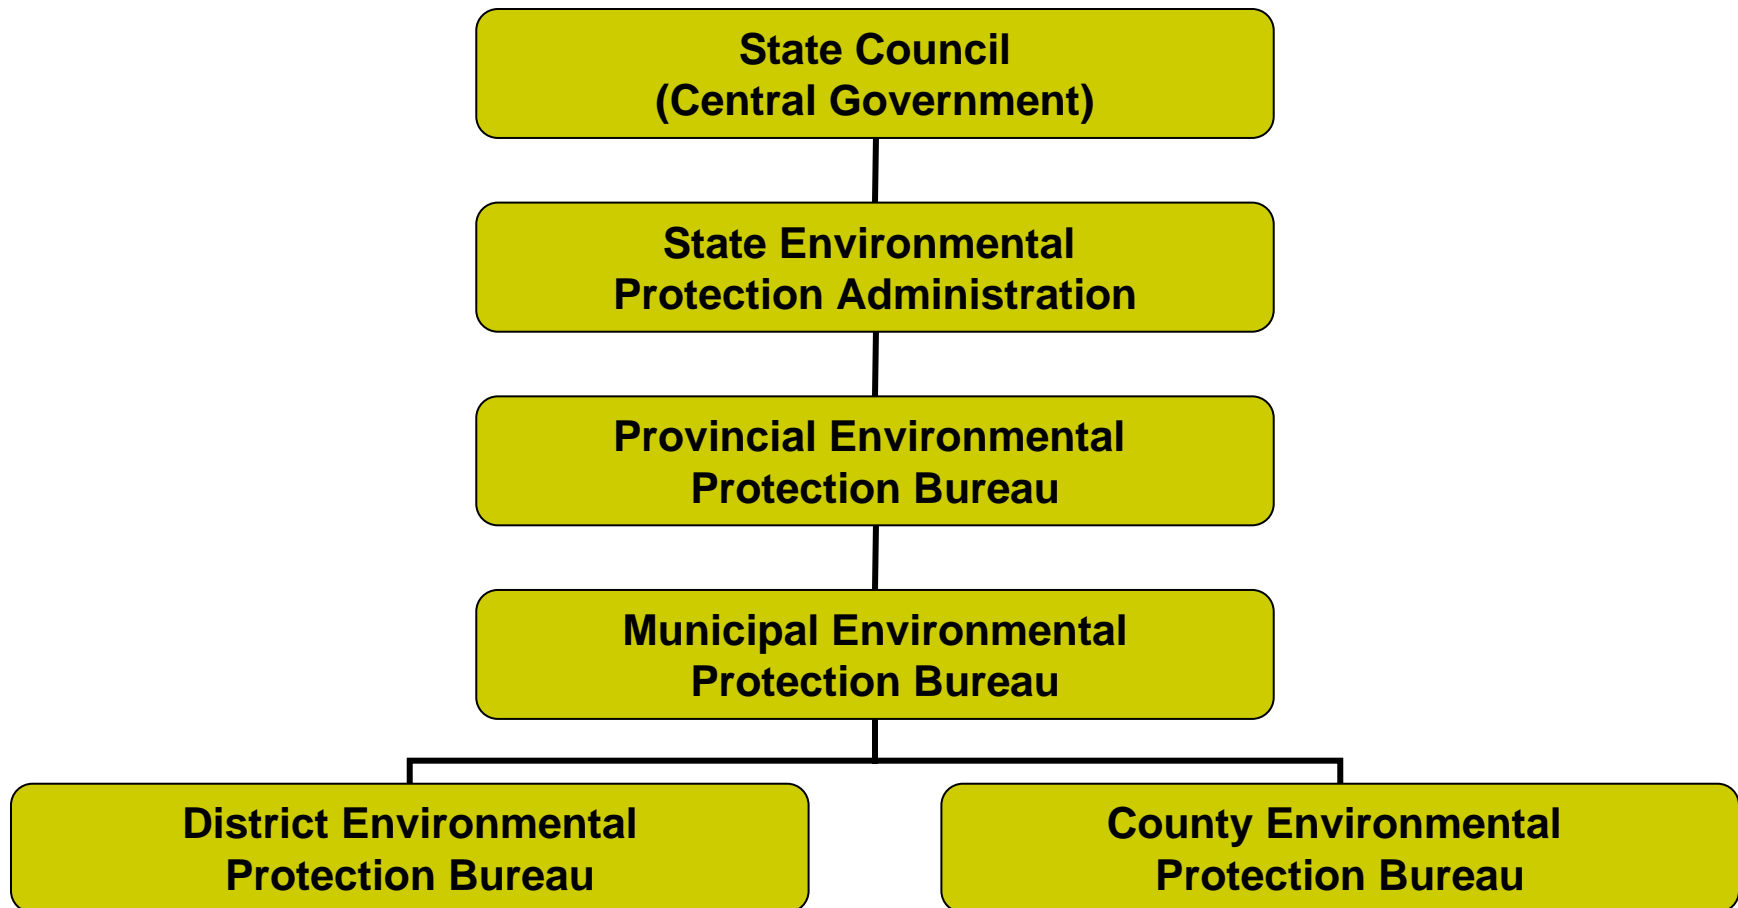 State Council
(Central Government)
State Environmental
Protection Administration
Provincial Environmental
Protection Bureau
Municipal Environmental
Protection Bureau
District Environmental
Protection Bureau
County Environmental
Protection Bureau